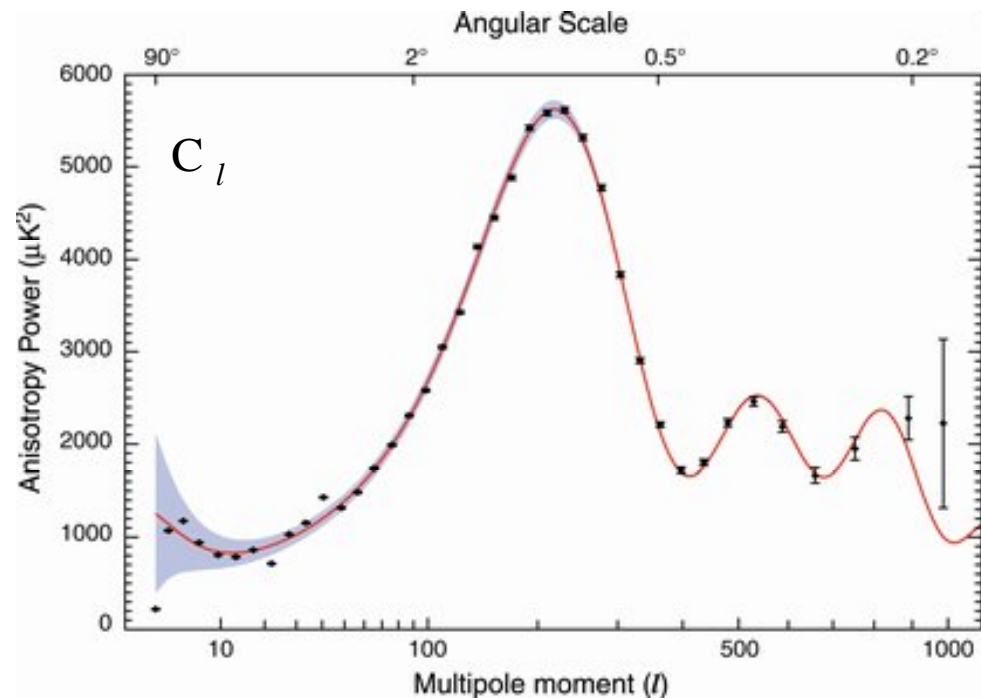 Angular Scale
90° 2° 0.5° 0.2°
6000
C l
5000
4000
3000
2000
1000
0
Anisotropy Power (μK²)
10 100 500 1000
Multipole moment (l)